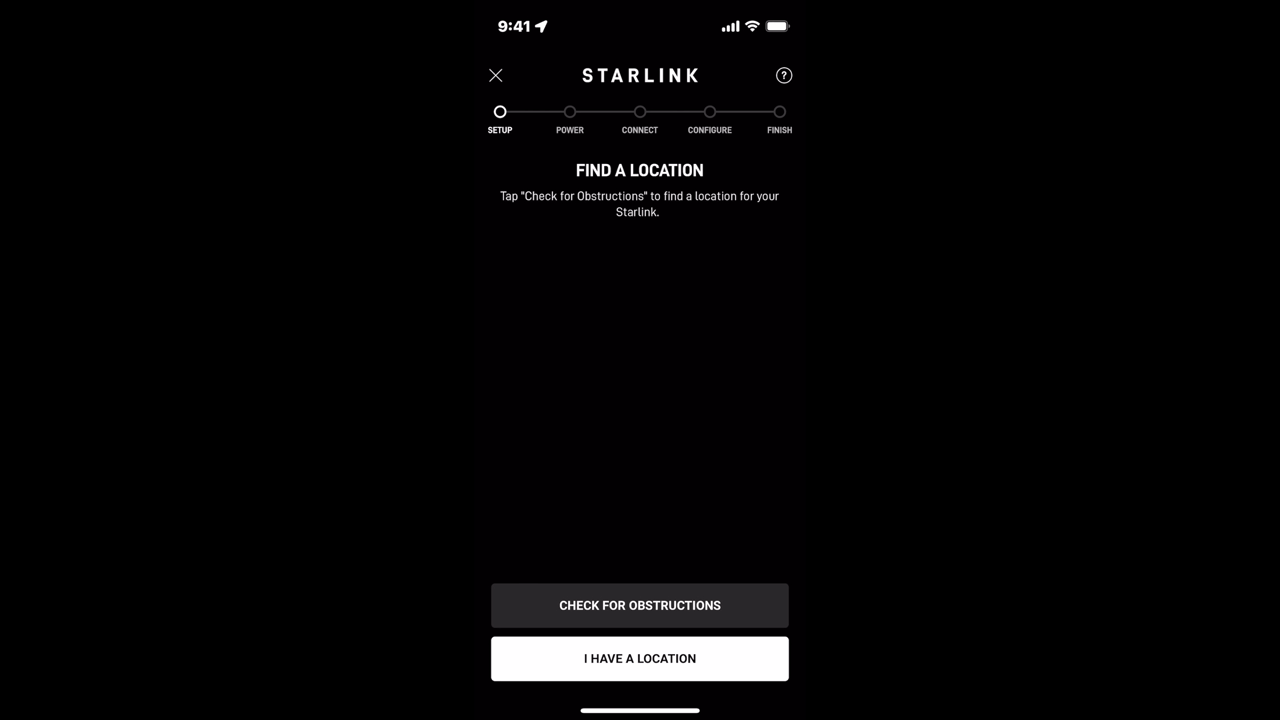 9:41
STARLINK
?
SETUP POWER CONNECT CONFIGURE FINISH
FIND A LOCATION
Tap "Check for Obstructions" to find a location for your
Starlink.
CHECK FOR OBSTRUCTIONS
I HAVE A LOCATION